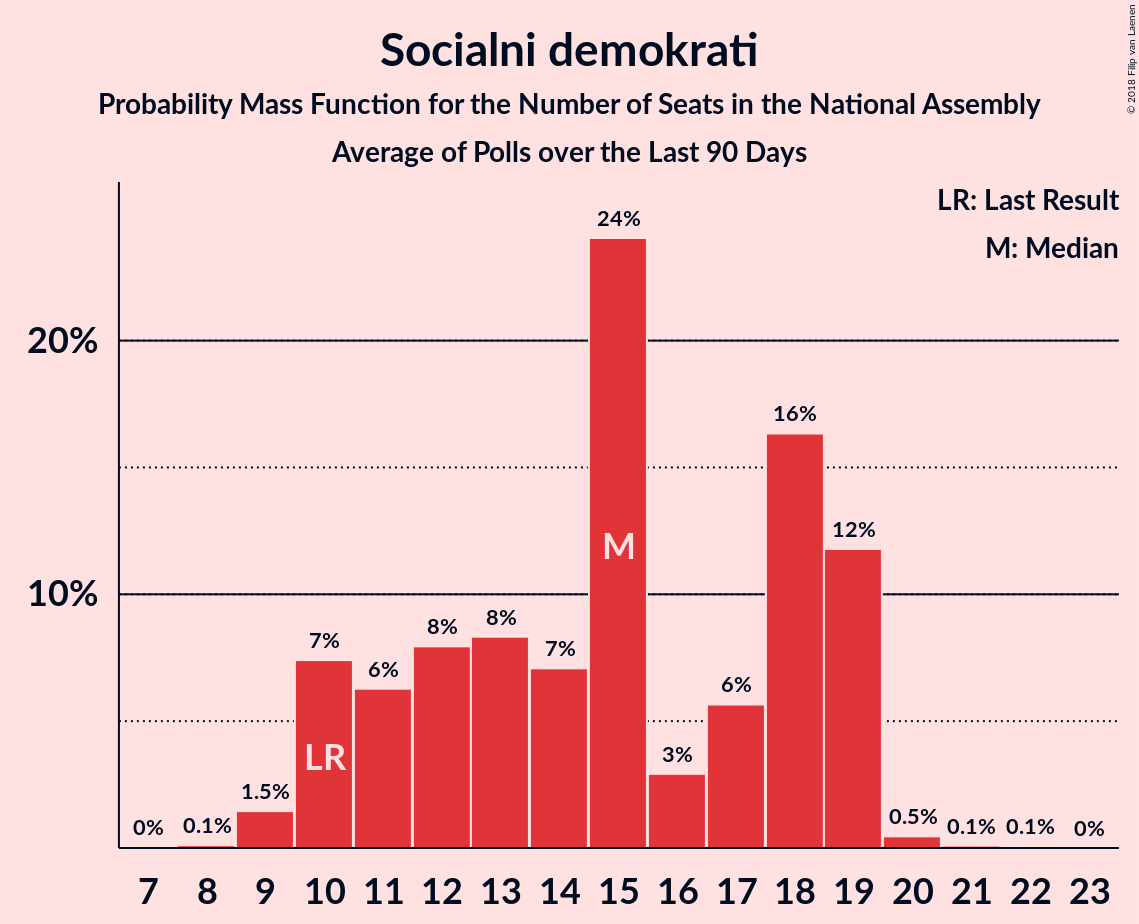 Socialni demokrati
Probability Mass Function for the Number of Seats in the National Assembly
Average of Polls over the Last 90 Days
© 2018 Filip van Laenen
LR: Last Result
M: Median
20%
10%
0%
0.1%
1.5%
7%
6%
8%
8%
7%
24%
3%
6%
16%
12%
0.5%
0.1%
0.1%
0%
LR
M
7 8 9 10 11 12 13 14 15 16 17 18 19 20 21 22 23